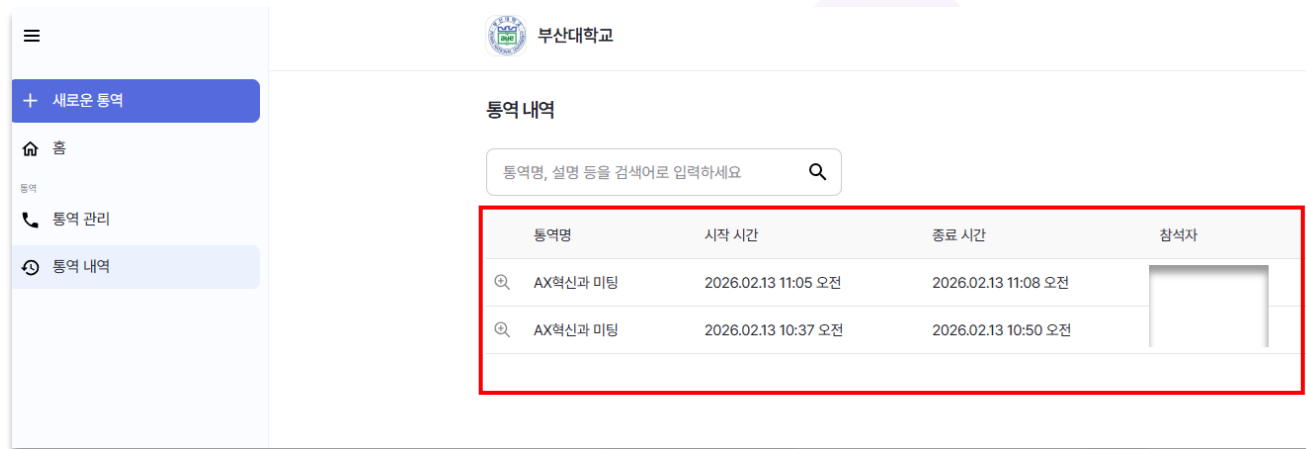 부산대학교
새로운 통역
통역 내역
홈
통역명, 설명 등을 검색어로 입력하세요
통역
통역 관리
통역명 시작 시간 종료 시간 참석자
통역 내역
AX혁신과 미팅 2026.02.13 11:05 오전 2026.02.13 11:08 오전
AX혁신과 미팅 2026.02.13 10:37 오전 2026.02.13 10:50 오전